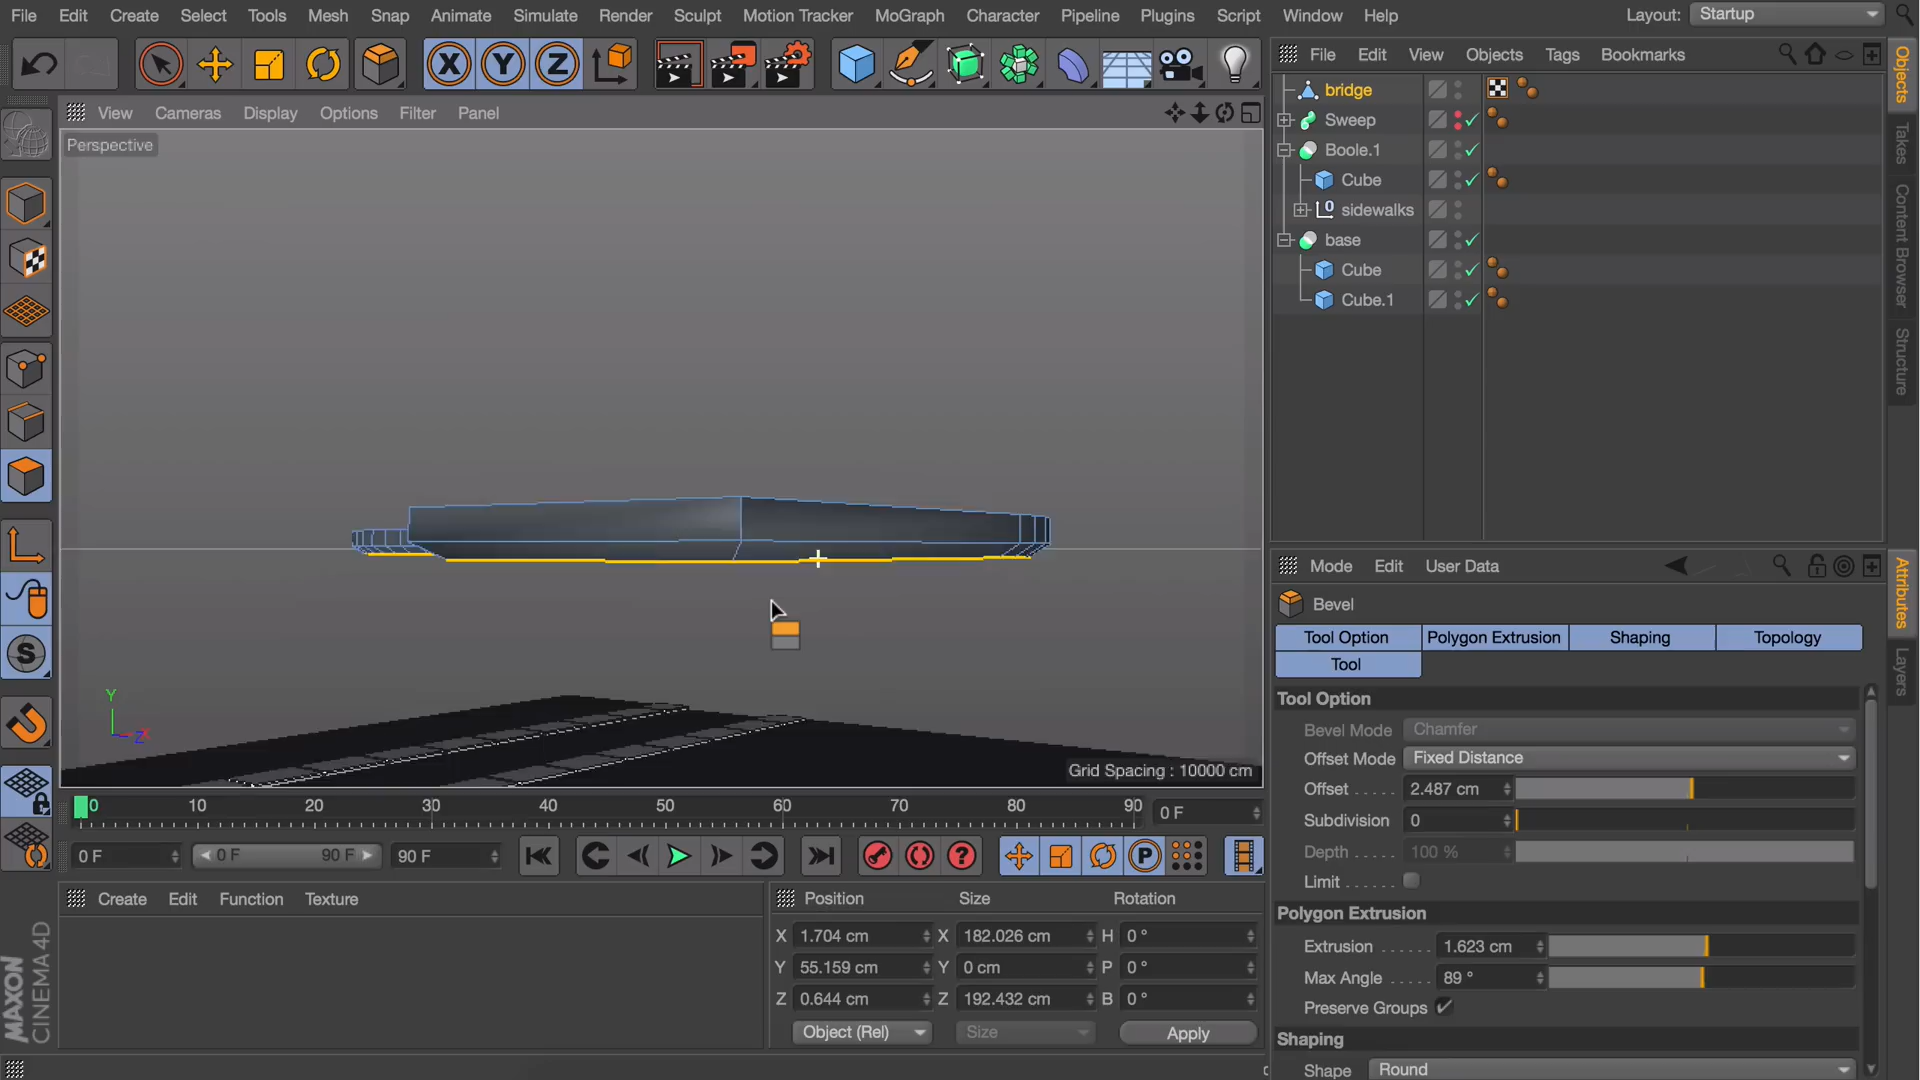 File Edit Create Select Tools Mesh Snap Animate Simulate Render Sculpt Motion Tracker MoGraph Character Pipeline Plugins Script Window Help Layout: Startup
X Y Z
File Edit View Objects Tags Bookmarks
View Cameras Display Options Filter Panel
Perspective
bridge
Sweep
Boole.1
Cube
0 sidewalks
base
Cube
Cube.1
Objects
Takes
Content Browser
Structure
S
Y
Z
X
Grid Spacing : 10000 cm
0 10 20 30 40 50 60 70 80 90 0 F
0 F 0 F 90 F 90 F
P
Create Edit Function Texture
Position Size Rotation
X 1.704 cm X 182.026 cm H 0 °
Y 55.159 cm Y 0 cm P 0 °
Z 0.644 cm Z 192.432 cm B 0 °
Object (Rel) Size Apply
MAXON
CINEMA 4D
Mode Edit User Data
Bevel
Tool Option Polygon Extrusion Shaping Topology
Tool
Tool Option
Bevel Mode Chamfer
Offset Mode Fixed Distance
Offset 2.487 cm
Subdivision 0
Depth 100 %
Limit
Polygon Extrusion
Extrusion 1.623 cm
Max Angle 89 °
Preserve Groups
Shaping
Shape Round
Attributes
Layers